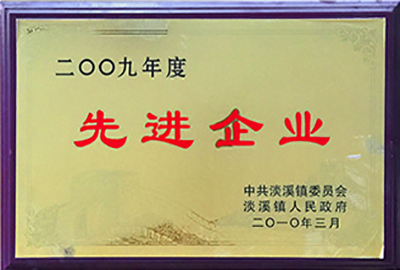 二〇〇九年度
先进企业
中共淡溪镇委员会
淡溪镇人民政府
二〇一〇年三月